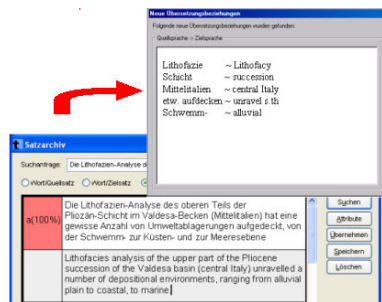 Neue Übersetzungsbeziehungen
Folgende neue Übersetzungsbeziehungen wurden gefunden:
Quellsprache > Zielsprache
Lithofazie ~ Lithofacy
Schicht ~ succession
Mittelitalien ~ central Italy
etw. aufdecken ~ unravel s.th
Schwemm- ~ alluvial
Satzarchiv
Suchanfrage: Die Lithofazien-Analyse d
Wort/Quellsatz Wort/Zielsatz
Suchen
Attribute
Übernehmen
Speichern
Löschen
a(100%)
Die Lithofazien-Analyse des oberen Teils der
Pliozän-Schicht im Valdesa-Becken (Mittelitalien) hat eine
gewisse Anzahl von Umweltablagerungen aufgedeckt, von
der Schwemm- zur Küsten- und zur Meeresebene
Lithofacies analysis of the upper part of the Pliocene
succession of the Valdesa basin (central Italy) unravelled a
number of depositional environments, ranging from alluvial
plain to coastal, to marine